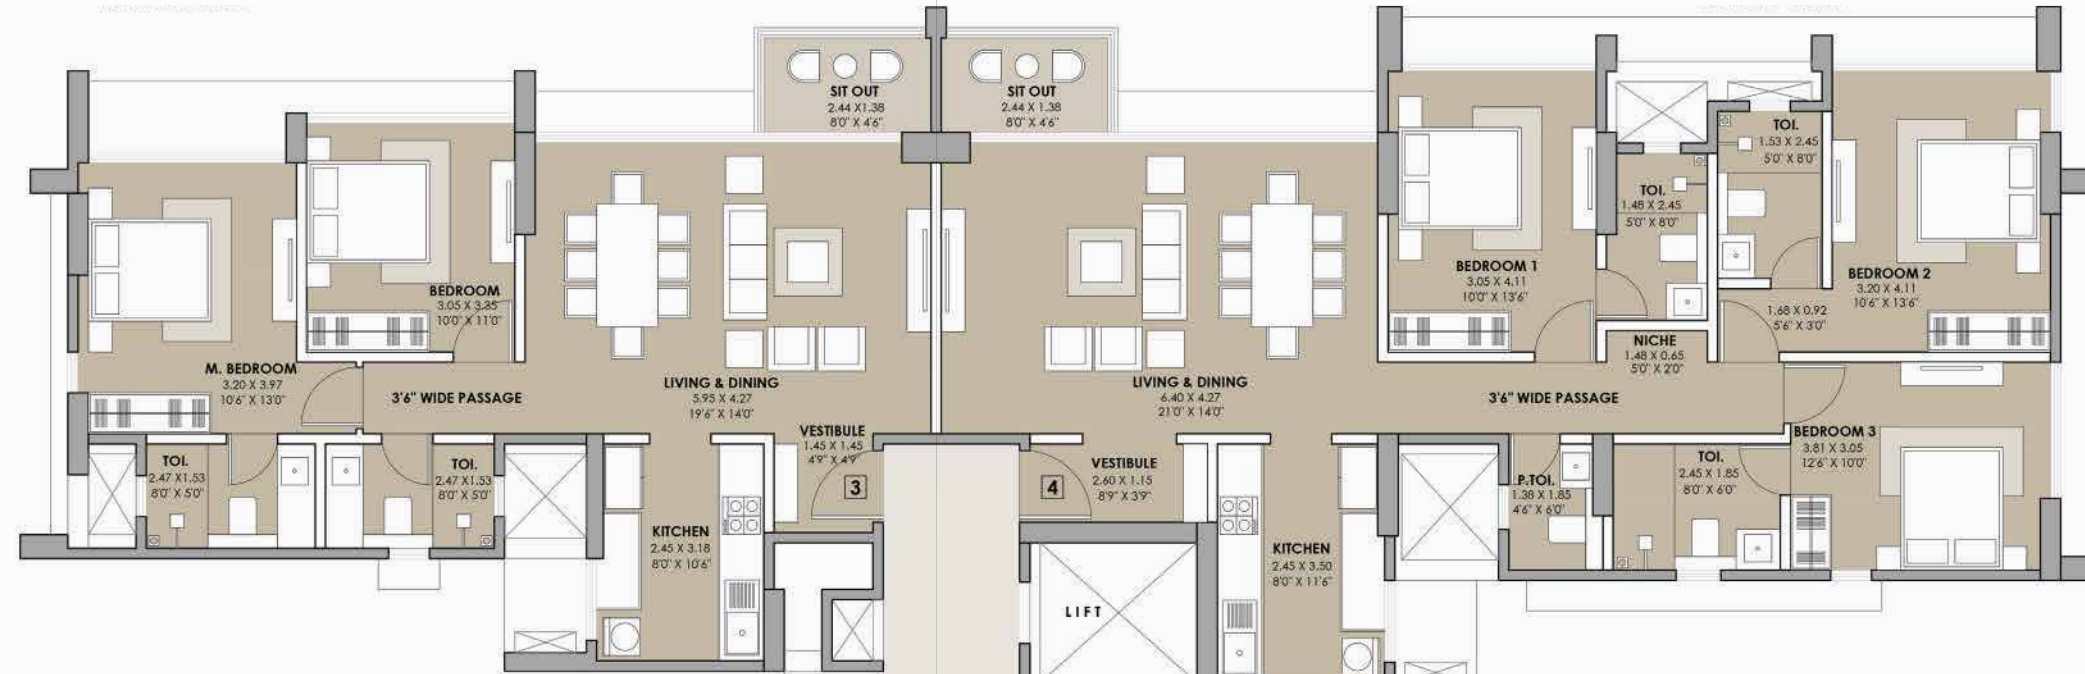 SIT OUT
2.44 X1.38
8'0" X 4'6"
SIT OUT
2.44 X 1.38
8'0" X 4'6"
BEDROOM
3.05 X 3.35
10'0" X 11'0"
M. BEDROOM
3.20 X 3.97
10'6" X 13'0"
3'6" WIDE PASSAGE
LIVING & DINING
5.95 X 4.27
19'6" X 14'0"
VESTIBULE
1.45 X 1.45
4'9" X 4'9"
3
TOI.
2.47 X1.53
8'0" X 5'0"
TOI.
2.47 X1.53
8'0" X 5'0"
KITCHEN
2.45 X 3.18
8'0" X 10'6"
LIVING & DINING
6.40 X 4.27
21'0" X 14'0"
4
VESTIBULE
2.60 X 1.15
8'9" X 3'9"
LIFT
KITCHEN
2.45 X 3.50
8'0" X 11'6"
BEDROOM 1
3.05 X 4.11
10'0" X 13'6"
TOI.
1.48 X 2.45
5'0" X 8'0"
TOI.
1.53 X 2.45
5'0" X 8'0"
BEDROOM 2
3.20 X 4.11
10'6" X 13'6"
1.68 X 0.92
5'6" X 3'0"
NICHE
1.48 X 0.65
5'0" X 2'0"
3'6" WIDE PASSAGE
BEDROOM 3
3.81 X 3.05
12'6" X 10'0"
P.TOI.
1.38 X 1.85
4'6" X 6'0"
TOI.
2.45 X 1.85
8'0" X 6'0"